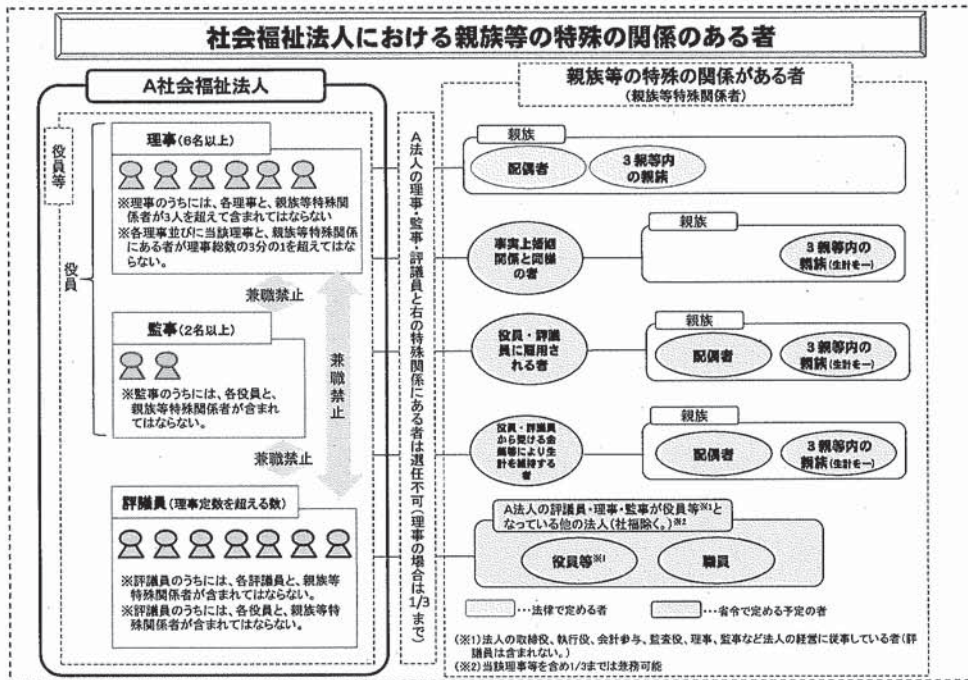 社会福祉法人における親族等の特殊の関係のある者
A社会福祉法人
役員等
役員
理事(6名以上)
※理事のうちには、各理事と、親族等特殊関
係者が3人を超えて含まれてはならない
※各理事並びに当該理事と、親族等特殊関係
にある者が理事総数の3分の1を超えてはな
らない。
兼職禁止
監事(2名以上)
※監事のうちには、各役員と、
親族等特殊関係者が含まれ
てはならない。
兼職禁止
兼職禁止
評議員(理事定数を超える数)
※評議員のうちには、各評議員と、親族等
特殊関係者が含まれてはならない。
※評議員のうちには、各役員と、親族等特
殊関係者が含まれてはならない。
A法人の理事・監事・評議員と右の特殊関係にある者は選任不可(理事の場合は1/3まで)
親族等の特殊の関係がある者
(親族等特殊関係者)
親族
配偶者
3親等内
の親族
事実上婚姻
関係と同様
の者
親族
3親等内の
親族(生計を一)
役員・評議
員に雇用さ
れる者
親族
配偶者
3親等内の
親族(生計を一)
役員・評議員
から受ける金
銭等により生
計を維持する
者
親族
配偶者
3親等内の
親族(生計を一)
A法人の評議員・理事・監事が役員等※1と
なっている他の法人(社福除く。)※2
役員等※1
職員
…法律で定める者
…省令で定める予定の者
(※1)法人の取締役、執行役、会計参与、監査役、理事、監事など法人の経営に従事している者(評
議員は含まれない。)
(※2)当該理事等を含め1/3までは兼務可能